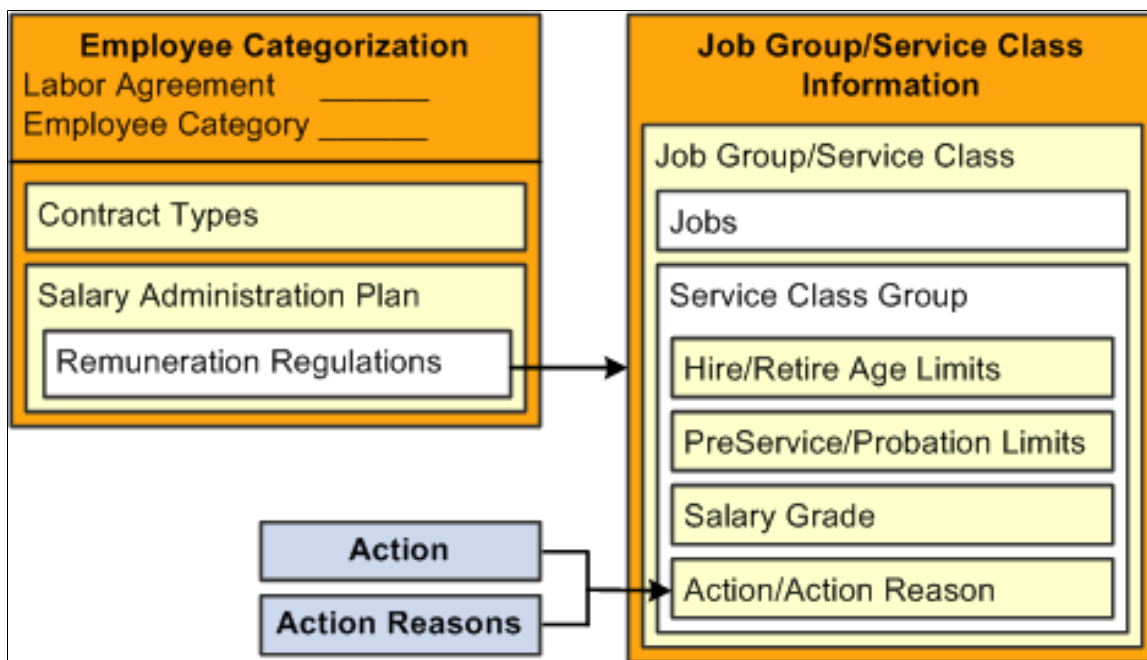 Employee Categorization
Labor Agreement ______
Employee Category ______
Contract Types
Salary Administration Plan
Remuneration Regulations
Action
Action Reasons
Job Group/Service Class
Information
Job Group/Service Class
Jobs
Service Class Group
Hire/Retire Age Limits
PreService/Probation Limits
Salary Grade
Action/Action Reason